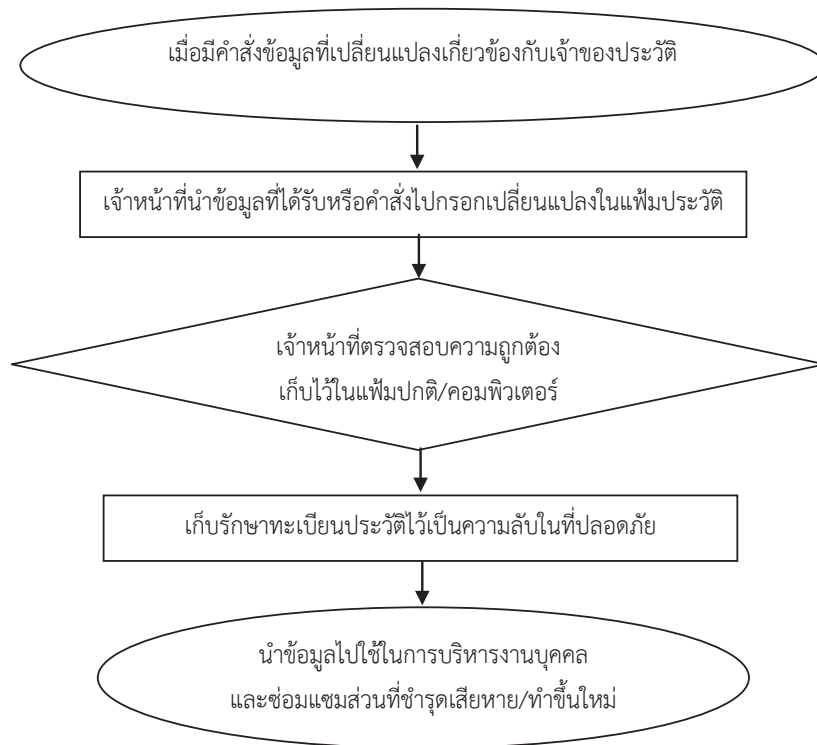 เมื่อมีคำสั่งข้อมูลที่เปลี่ยนแปลงเกี่ยวข้องกับเจ้าของประวัติ
เจ้าหน้าที่นำข้อมูลที่ได้รับหรือคำสั่งไปกรอกเปลี่ยนแปลงในแฟ้มประวัติ
เจ้าหน้าที่ตรวจสอบความถูกต้อง
เก็บไว้ในแฟ้มปกติ/คอมพิวเตอร์
เก็บรักษาทะเบียนประวัติไว้เป็นความลับในที่ปลอดภัย
นำข้อมูลไปใช้ในการบริหารงานบุคคล
และซ่อมแซมส่วนที่ชำรุดเสียหาย/ทำขึ้นใหม่